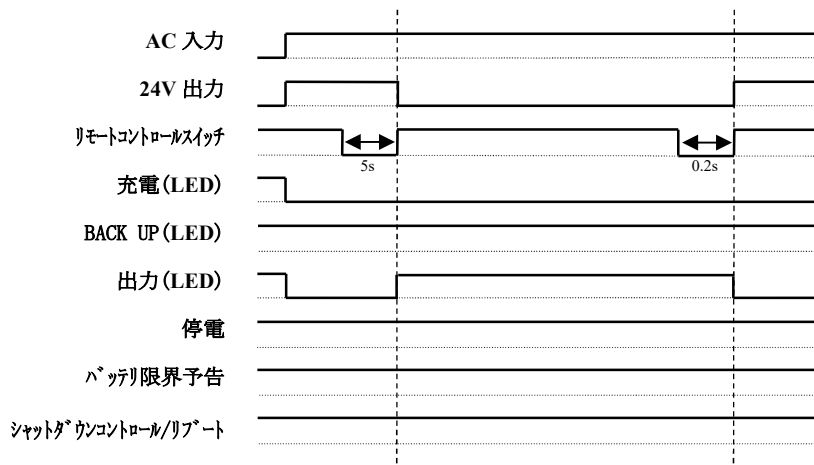 AC 入力
24V 出力
ﾘﾓｰﾄｺﾝﾄﾛｰﾙｽｲｯﾁ
5s
0.2s
充電(LED)
BACK UP(LED)
出力(LED)
停電
ﾊﾞｯﾃﾘ限界予告
ｼｬｯﾄﾀﾞｳﾝｺﾝﾄﾛｰﾙ/ﾘﾌﾞｰﾄ